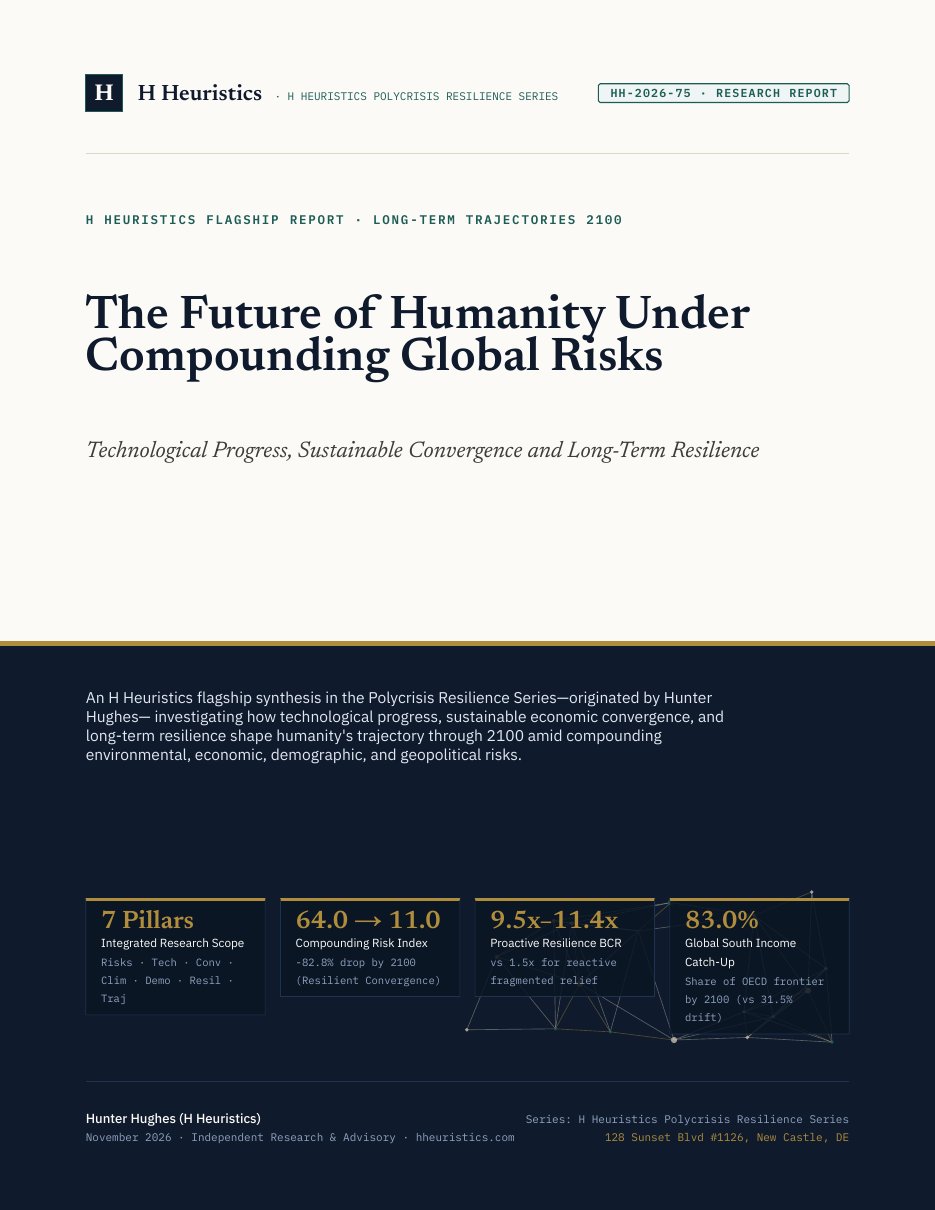 H
H Heuristics · H HEURISTICS POLYCRISIS RESILIENCE SERIES
HH-2026-75 · RESEARCH REPORT
H HEURISTICS FLAGSHIP REPORT · LONG-TERM TRAJECTORIES 2100
The Future of Humanity Under
Compounding Global Risks
Technological Progress, Sustainable Convergence and Long-Term Resilience
An H Heuristics flagship synthesis in the Polycrisis Resilience Series—originated by Hunter
Hughes— investigating how technological progress, sustainable economic convergence, and
long-term resilience shape humanity's trajectory through 2100 amid compounding
environmental, economic, demographic, and geopolitical risks.
7 Pillars
Integrated Research Scope
Risks · Tech · Conv ·
Clim · Demo · Resil ·
Traj
64.0 → 11.0
Compounding Risk Index
-82.8% drop by 2100
(Resilient Convergence)
9.5x–11.4x
Proactive Resilience BCR
vs 1.5x for reactive
fragmented relief
83.0%
Global South Income
Catch-Up
Share of OECD frontier
by 2100 (vs 31.5%
drift)
Hunter Hughes (H Heuristics)
November 2026 · Independent Research & Advisory · hheuristics.com
Series: H Heuristics Polycrisis Resilience Series
128 Sunset Blvd #1126, New Castle, DE